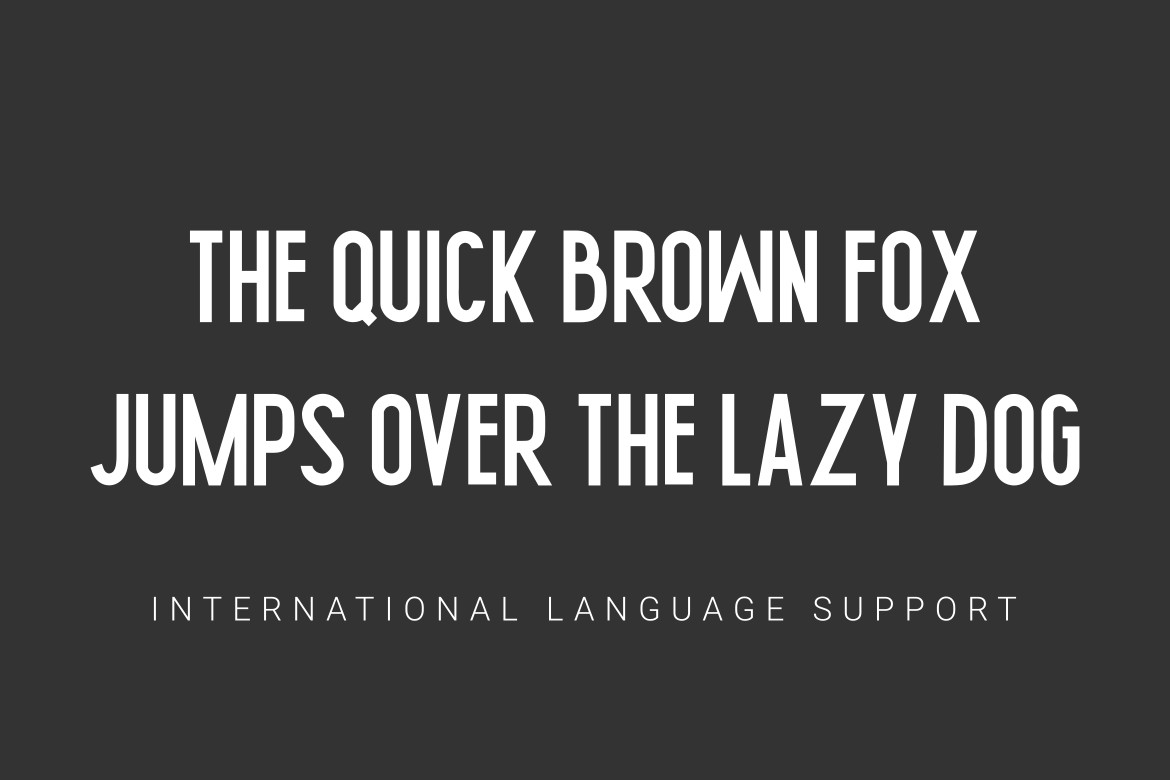 THE QUICK BROWN FOX
JUMPS OVER THE LAZY DOG
INTERNATIONAL LANGUAGE SUPPORT